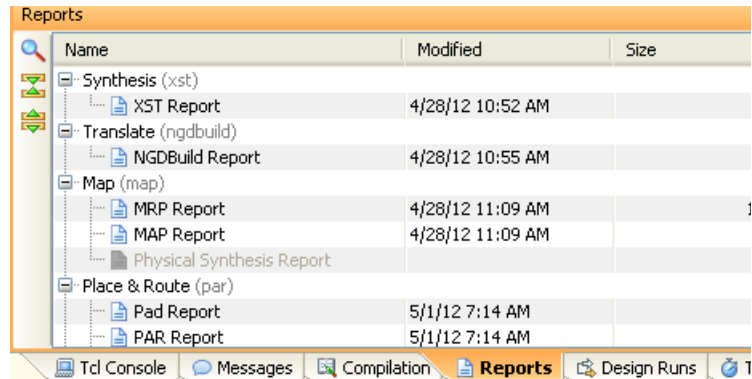 Reports
Name Modified Size
Synthesis (xst)
XST Report 4/28/12 10:52 AM
Translate (ngdbuild)
NGDBuild Report 4/28/12 10:55 AM
Map (map)
MRP Report 4/28/12 11:09 AM 1
MAP Report 4/28/12 11:09 AM
Physical Synthesis Report
Place & Route (par)
Pad Report 5/1/12 7:14 AM
PAR Report 5/1/12 7:14 AM
Tcl Console Messages Compilation Reports Design Runs T